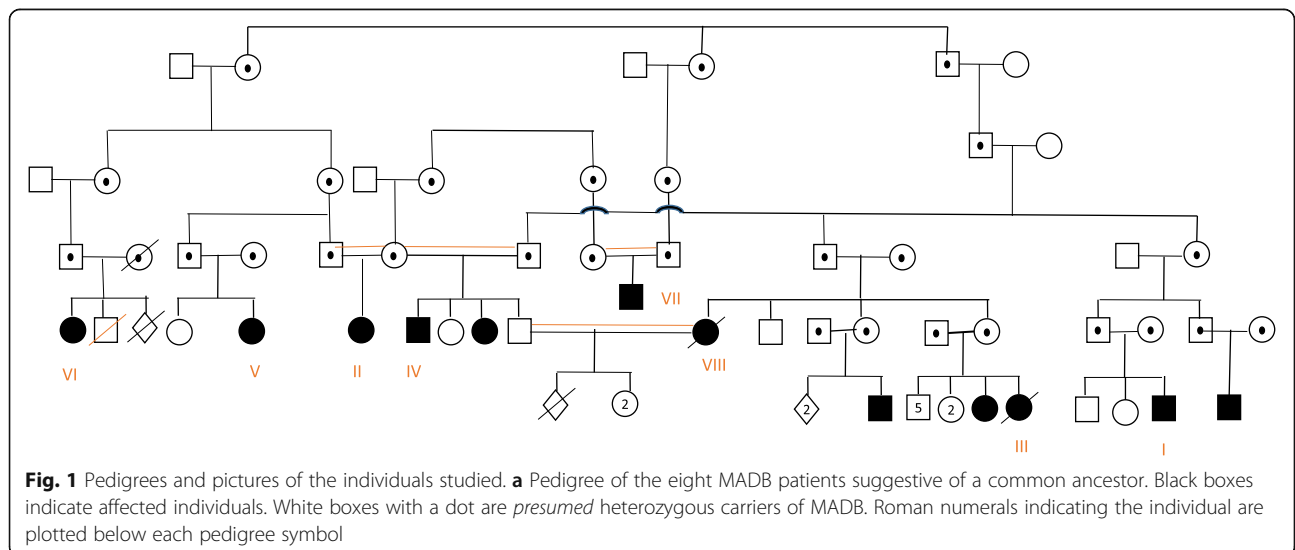 VII
VI
V
II
IV
VIII
2
2
5
2
III
I
Fig. 1 Pedigrees and pictures of the individuals studied. a Pedigree of the eight MADB patients suggestive of a common ancestor. Black boxes
indicate affected individuals. White boxes with a dot are presumed heterozygous carriers of MADB. Roman numerals indicating the individual are
plotted below each pedigree symbol